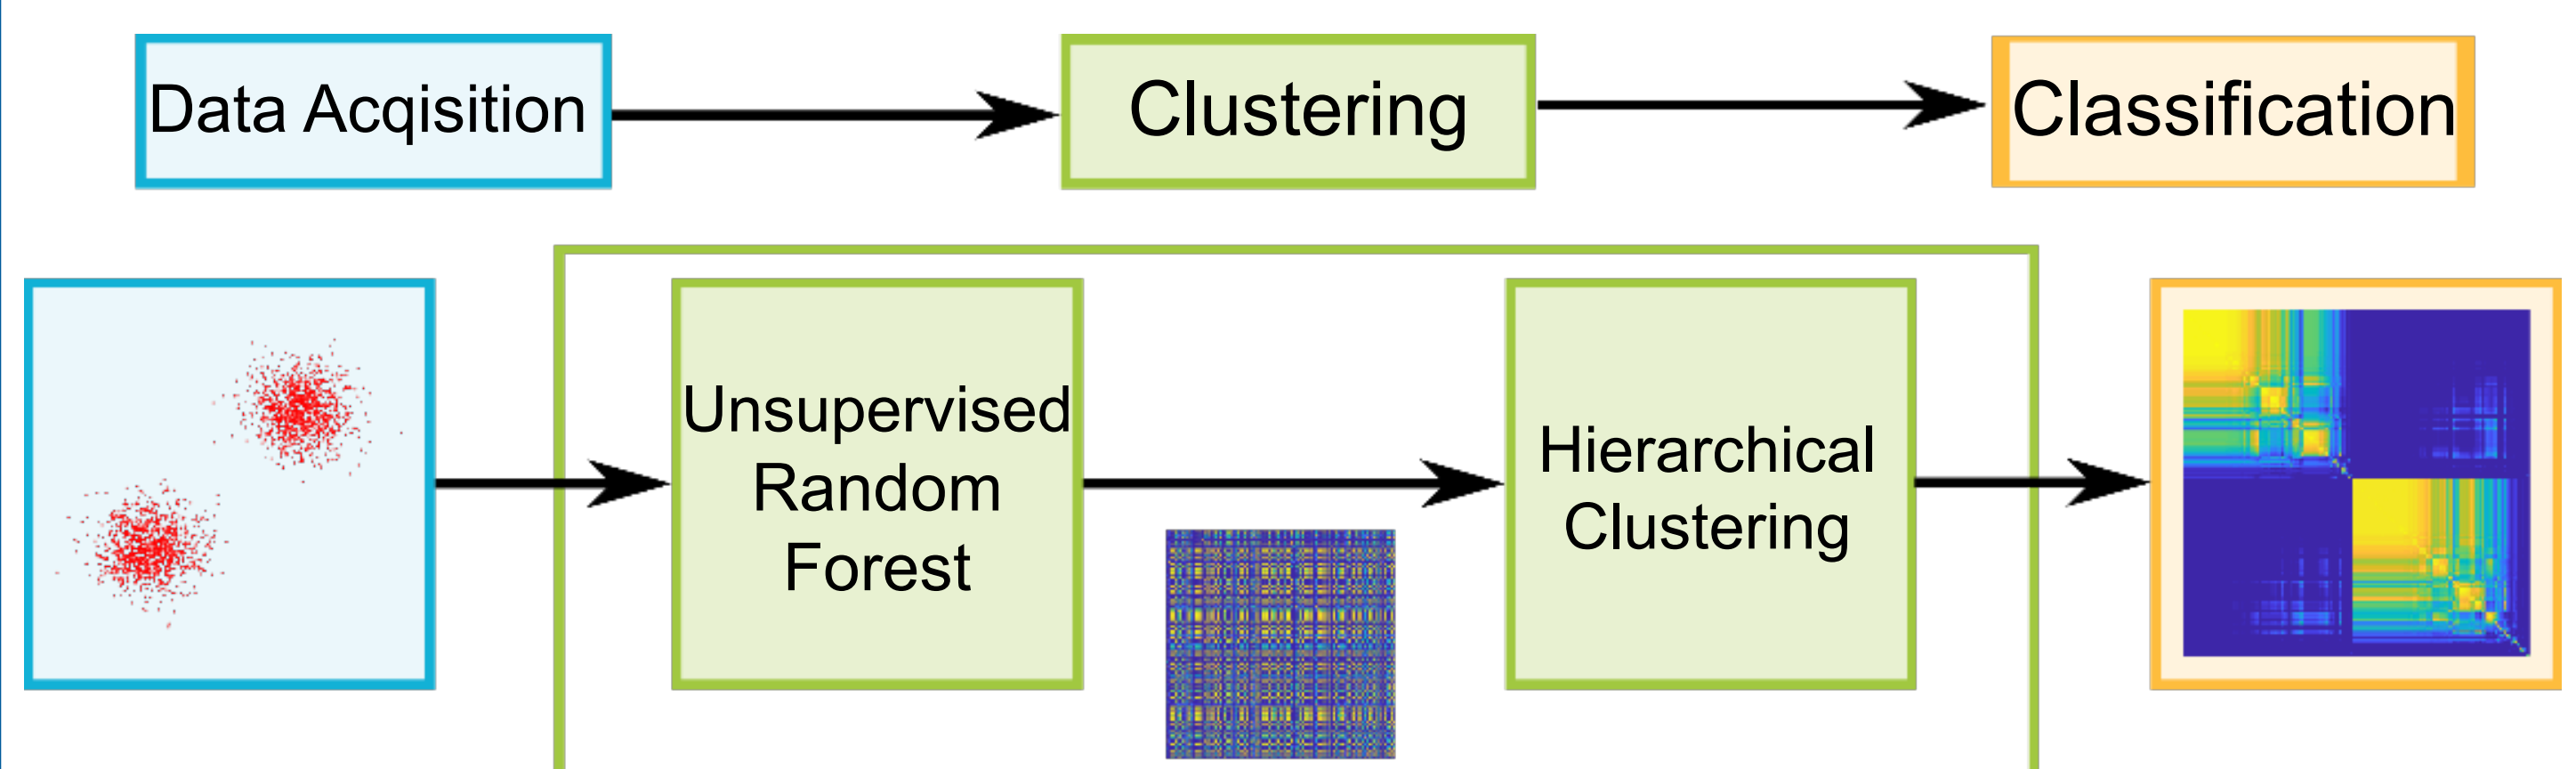 Data Acqisition
Clustering
Classification
Unsupervised
Random
Forest
Hierarchical
Clustering